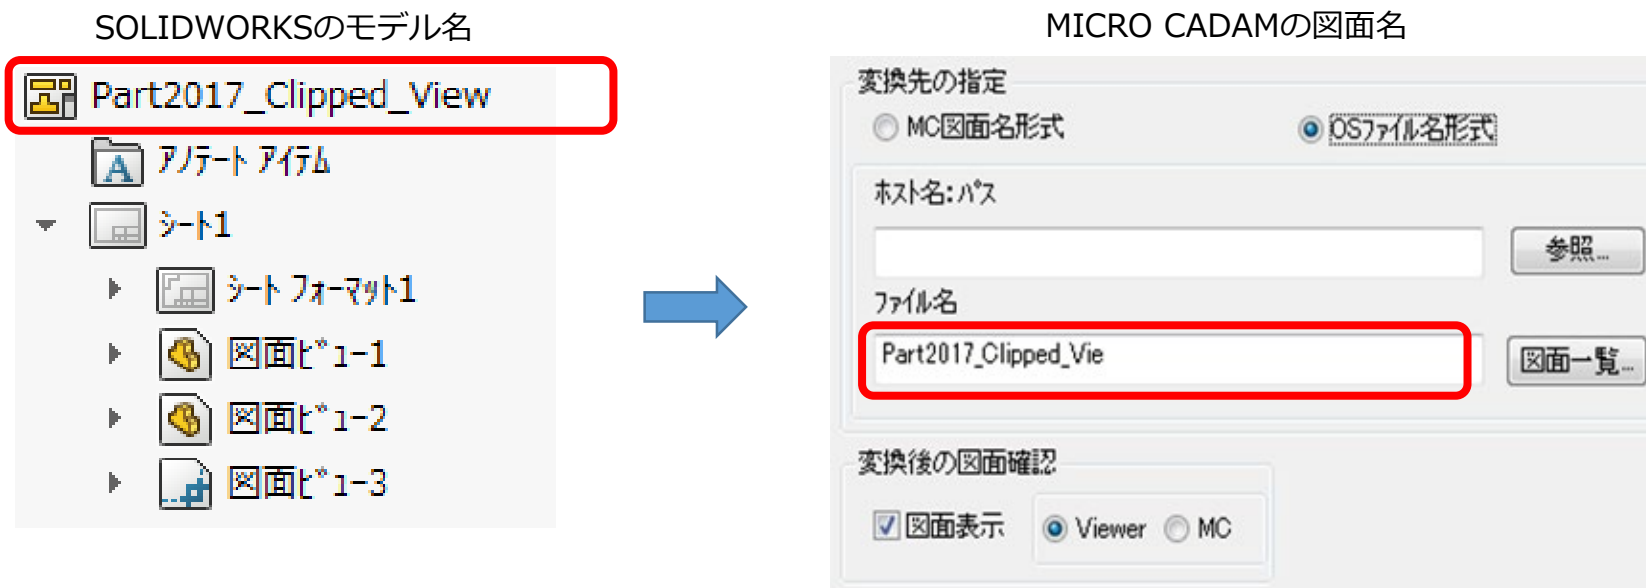 SOLIDWORKSのモデル名
Part2017_Clipped_View
アノテート アイテム
シート1
シート フォーマット1
図面ビュー1
図面ビュー2
図面ビュー3
MICRO CADAMの図面名
変換先の指定
MC図面名形式 OSファイル名形式
ホスト名:パス
参照...
ファイル名
Part2017_Clipped_Vie
図面一覧...
変換後の図面確認
図面表示 Viewer MC